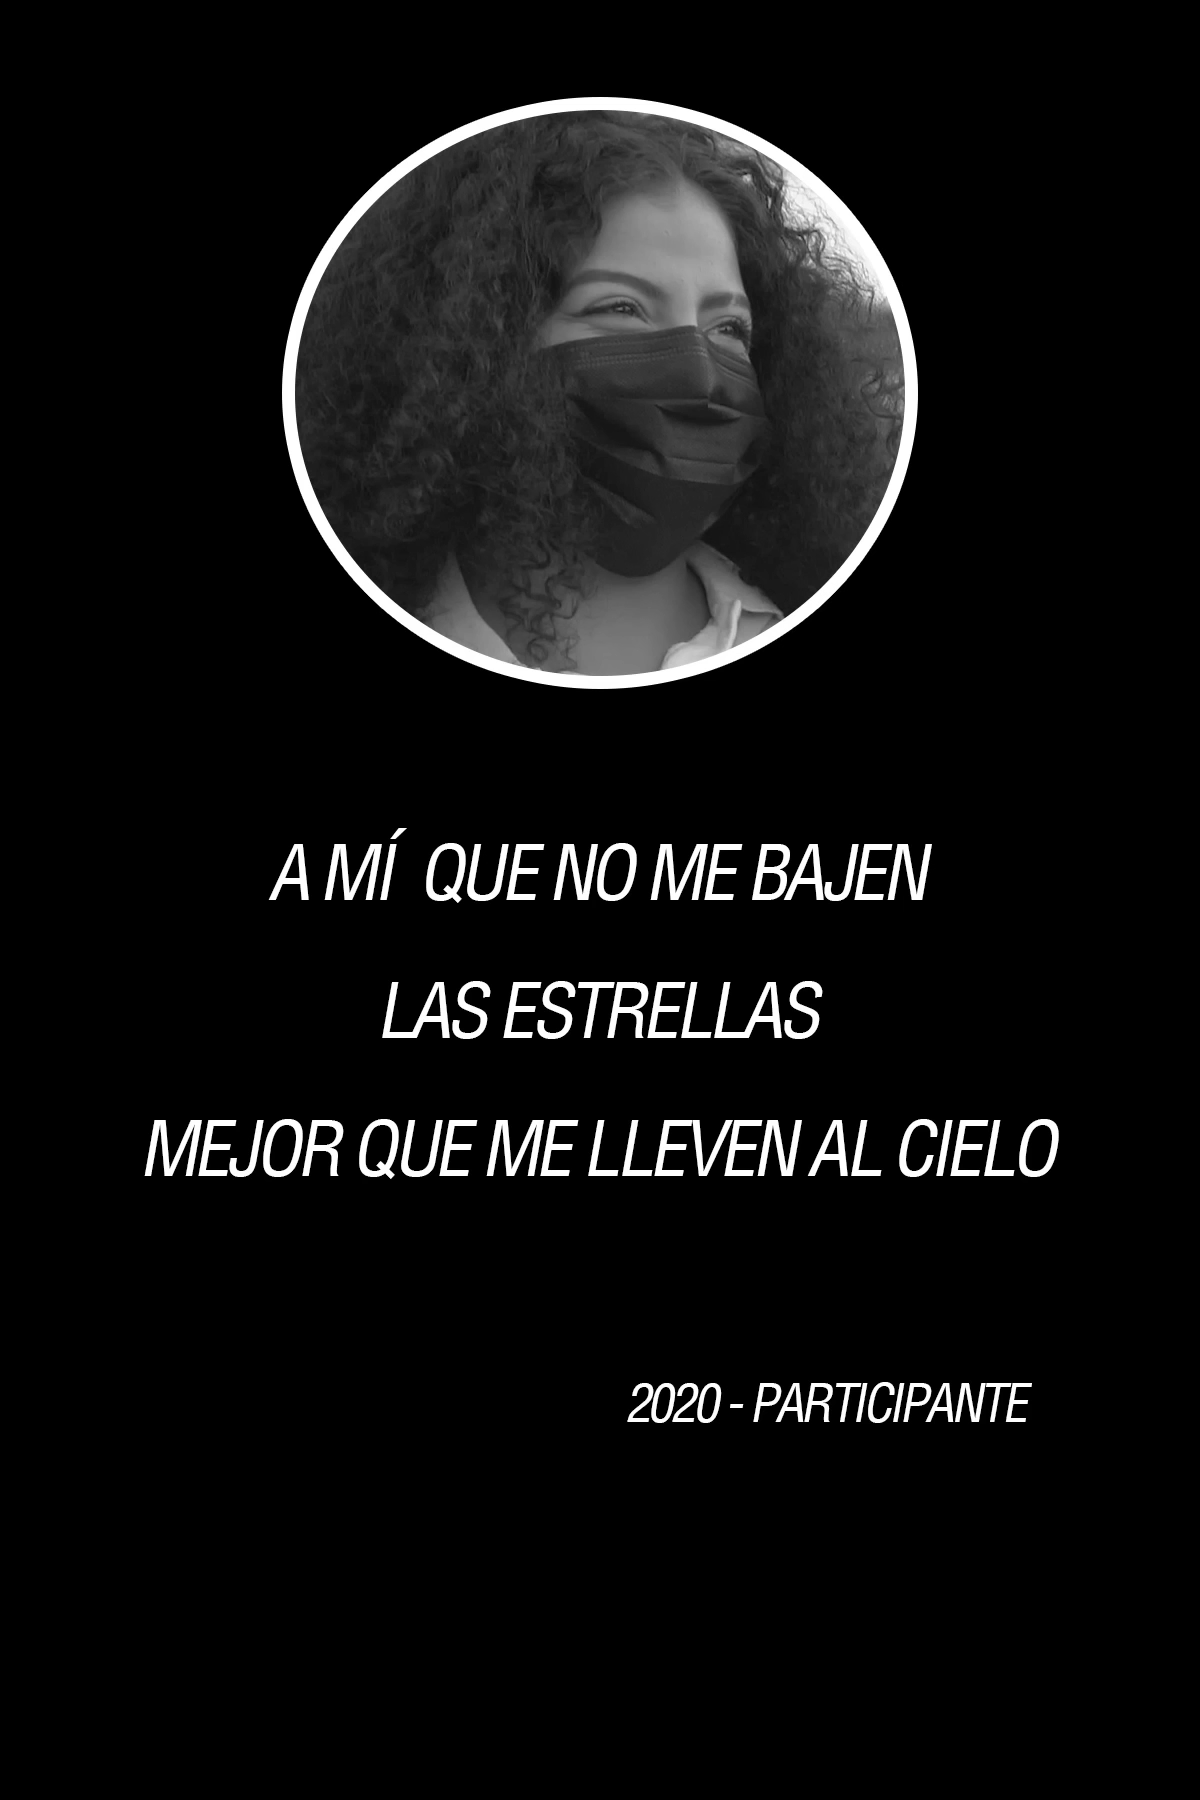 A MÍ QUE NO ME BAJEN
LAS ESTRELLAS
MEJOR QUE ME LLEVEN AL CIELO
2020 - PARTICIPANTE